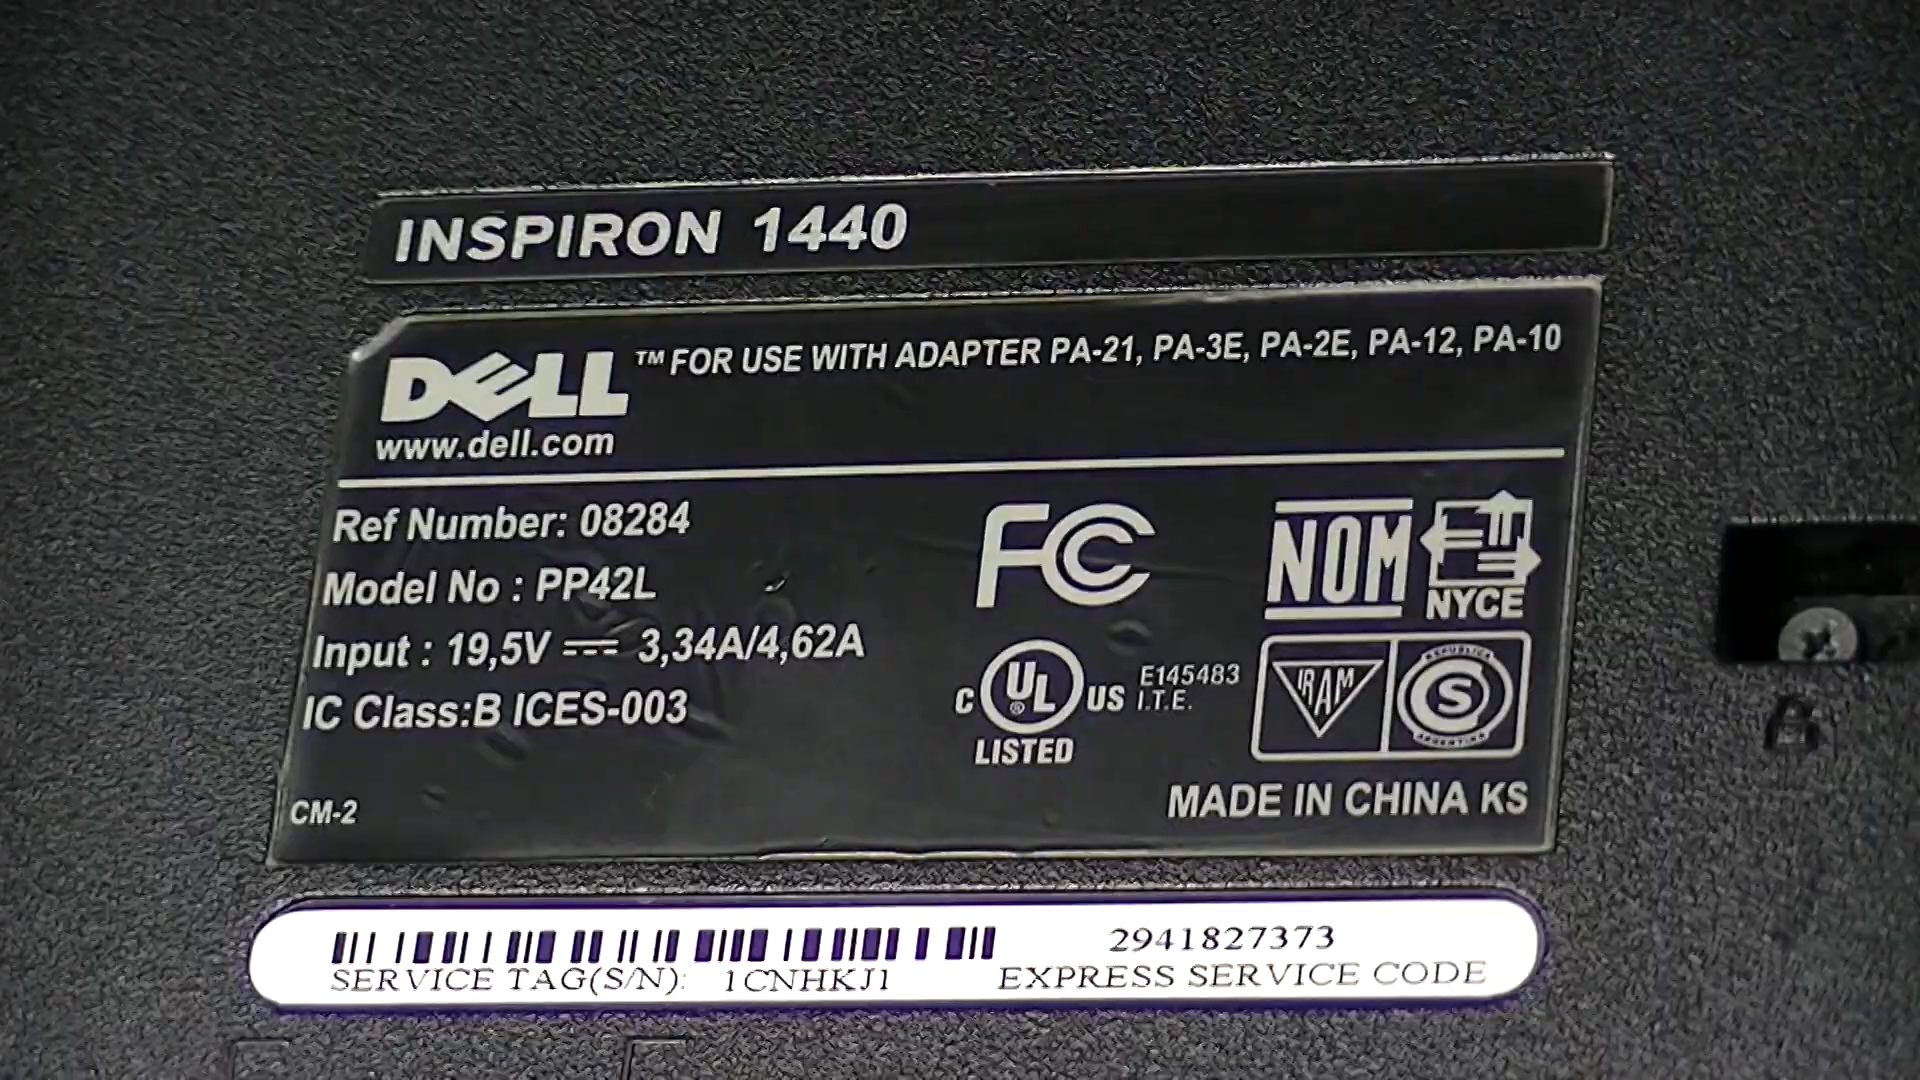 INSPIRON 1440
DELL™ FOR USE WITH ADAPTER PA-21, PA-3E, PA-2E, PA-12, PA-10
www.dell.com
Ref Number: 08284
Model No : PP42L
Input : 19,5V ⎓ 3,34A/4,62A
IC Class:B ICES-003
CM-2
FC
NOM
NYCE
C UL® US
LISTED
E145483
I.T.E.
IRAM
REPUBLICA
S
ARGENTINA
MADE IN CHINA KS
2941827373
SERVICE TAG(S/N): 1CNHKJ1 EXPRESS SERVICE CODE